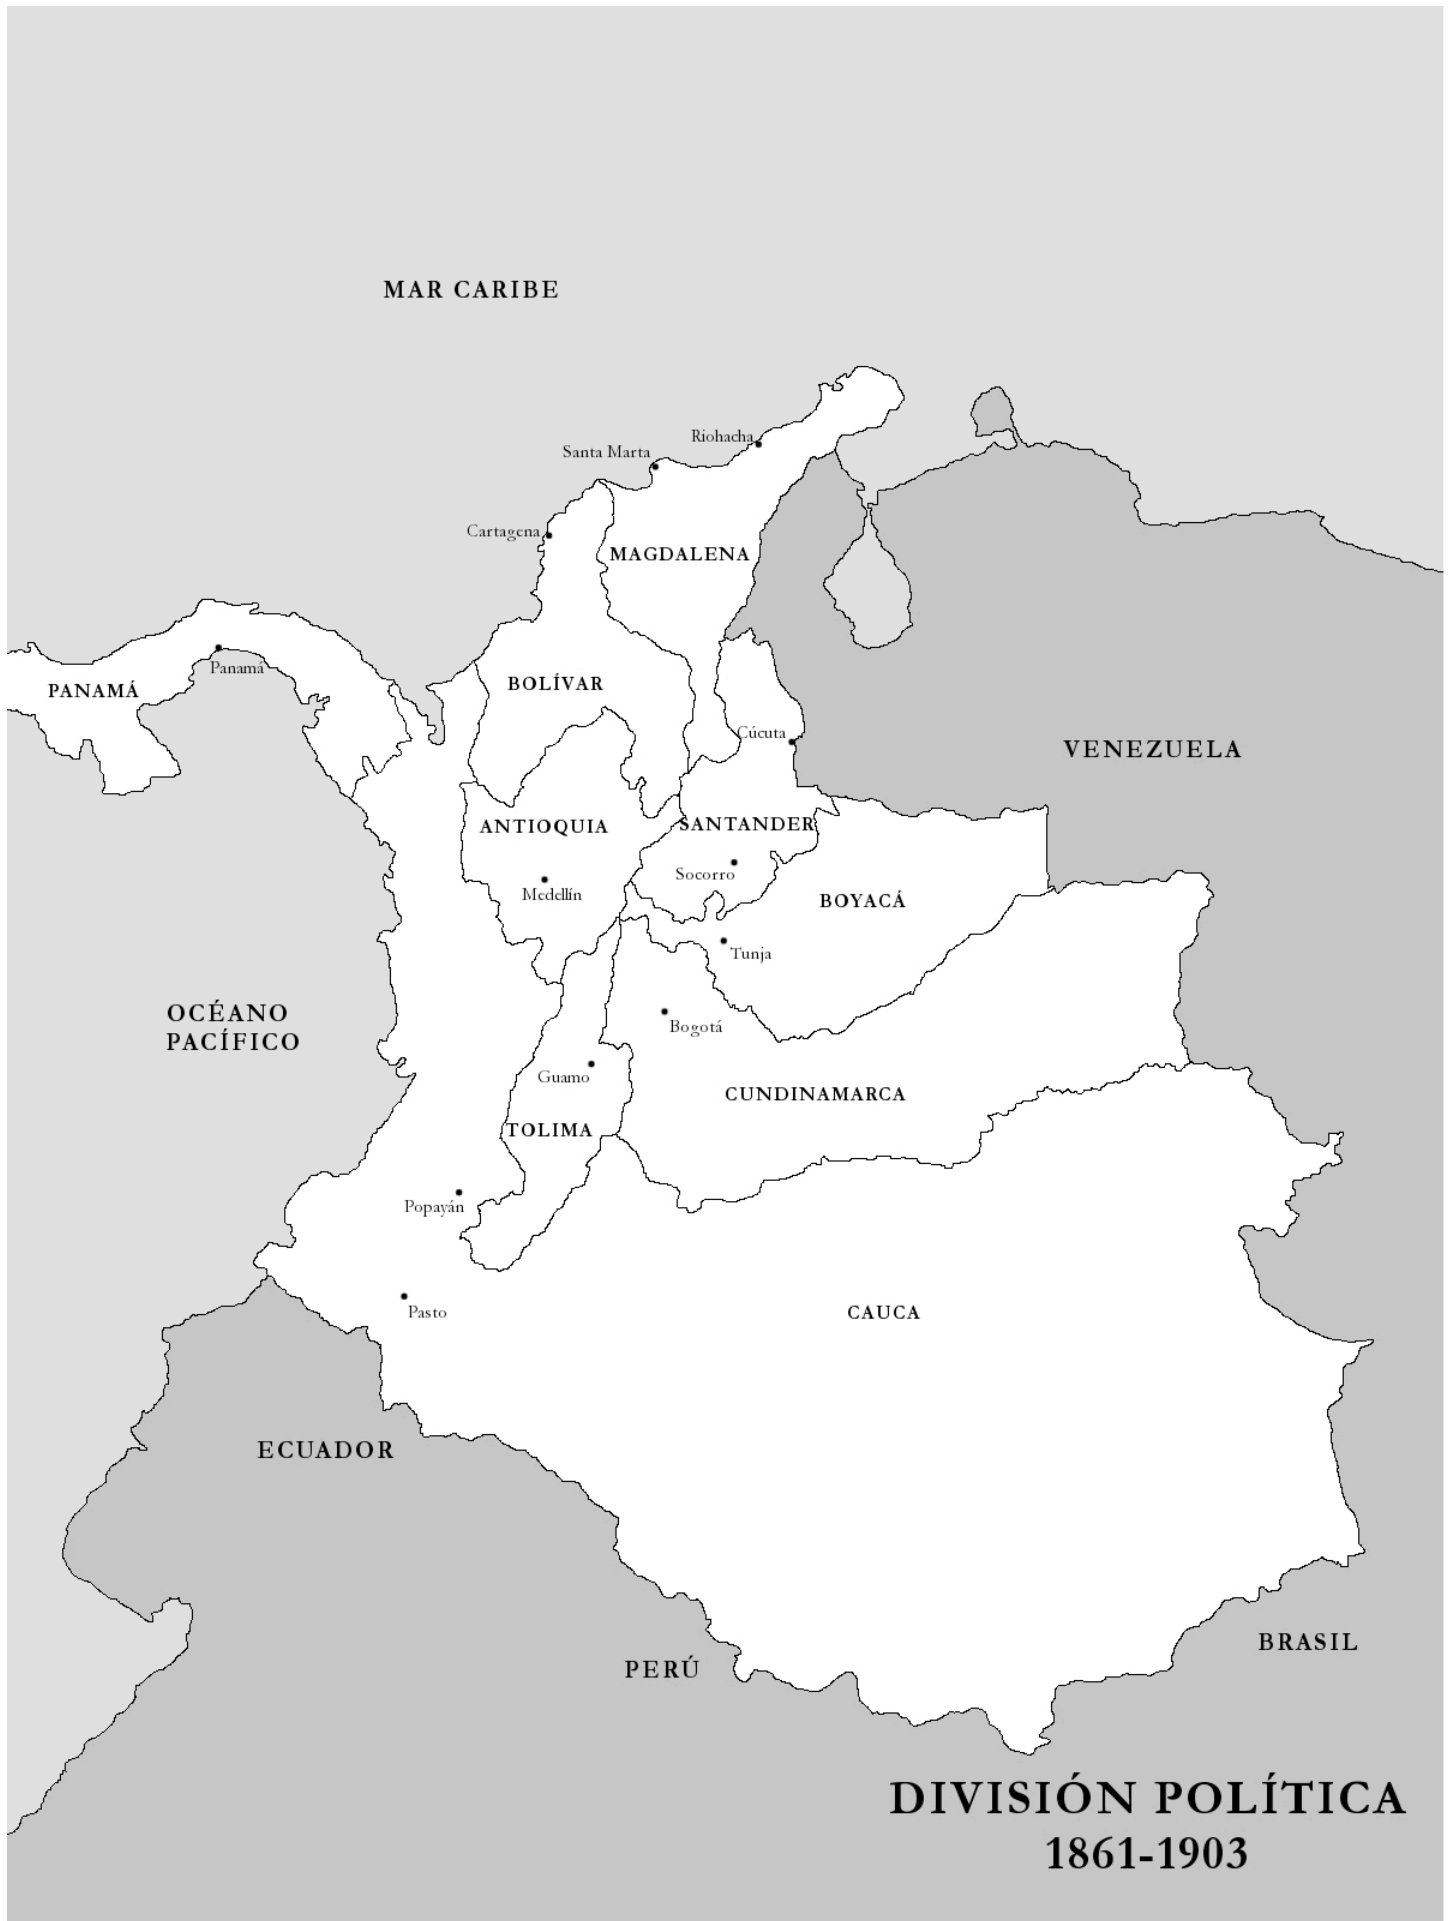 MAR CARIBE
Riohacha
Santa Marta
Cartagena
MAGDALENA
Panamá
PANAMÁ
BOLÍVAR
Cúcuta
VENEZUELA
ANTIOQUIA
SANTANDER
Socorro
Medellín
BOYACÁ
Tunja
OCÉANO
PACÍFICO
Bogotá
Guamo
CUNDINAMARCA
TOLIMA
Popayán
Pasto
CAUCA
ECUADOR
BRASIL
PERÚ
DIVISIÓN POLÍTICA
1861-1903